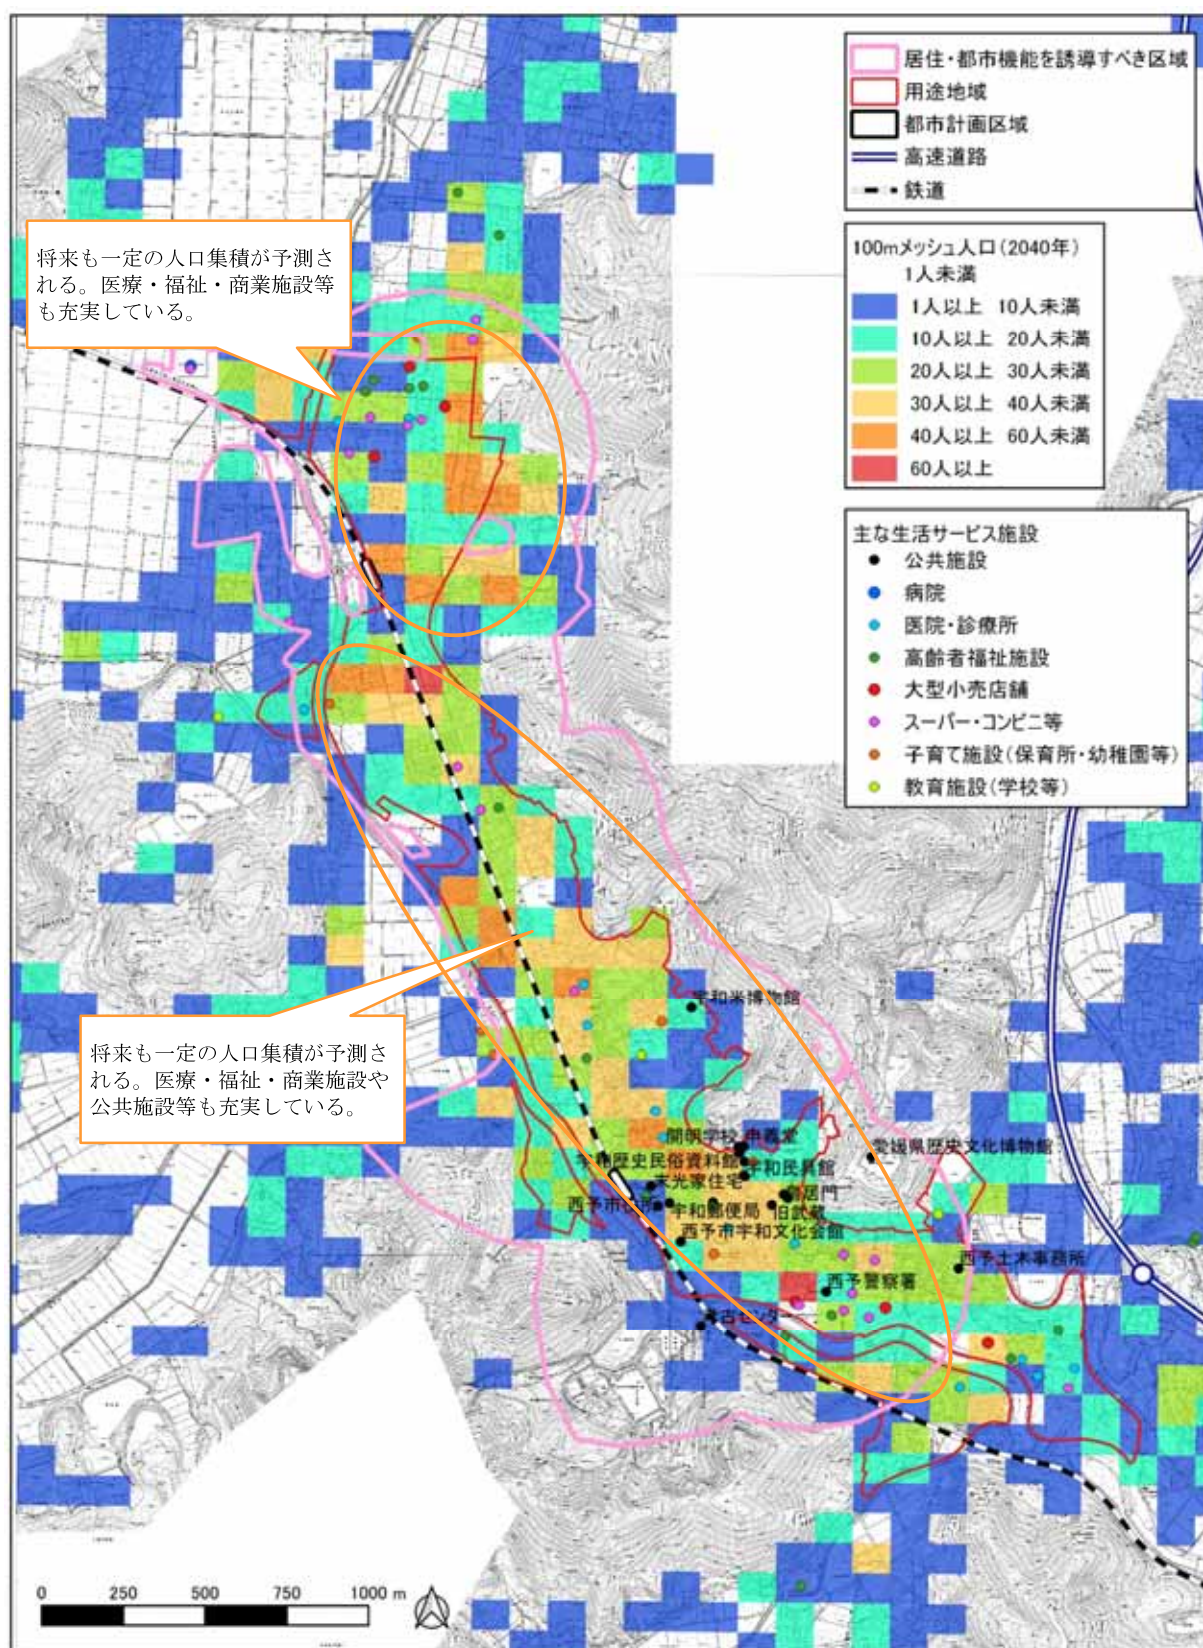 居住・都市機能を誘導すべき区域
用途地域
都市計画区域
高速道路
鉄道
将来も一定の人口集積が予測さ
れる。医療・福祉・商業施設等
も充実している。
100mメッシュ人口(2040年)
1人未満
1人以上 10人未満
10人以上 20人未満
20人以上 30人未満
30人以上 40人未満
40人以上 60人未満
60人以上
主な生活サービス施設
公共施設
病院
医院・診療所
高齢者福祉施設
大型小売店舗
スーパー・コンビニ等
子育て施設(保育所・幼稚園等)
教育施設(学校等)
宇和米博物館
将来も一定の人口集積が予測さ
れる。医療・福祉・商業施設や
公共施設等も充実している。
開明学校 申義堂
愛媛県歴史文化博物館
宇和歴史民俗資料館
宇和民具館
末光家住宅
西予市役所
宇和郵便局
旧武蔵
西予市宇和文化会館
西予土木事務所
西予警察署
0 250 500 750 1000 m